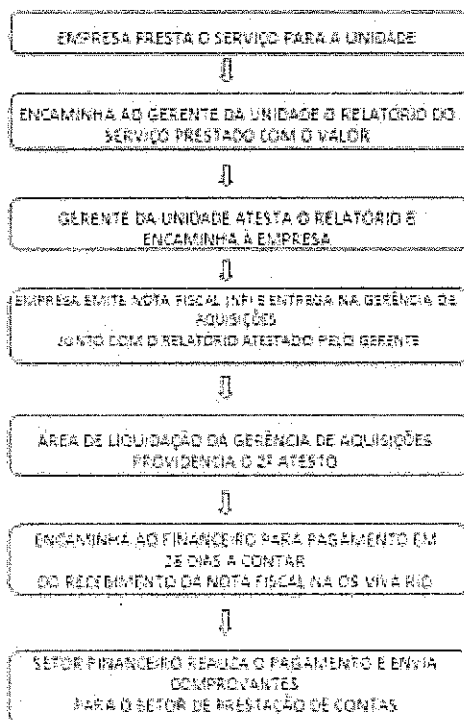 EMPRESA PRESTA O SERVIÇO PARA A UNIDADE
ENCAMINHA AO GERENTE DA UNIDADE O RELATÓRIO DO
SERVIÇO PRESTADO COM O VALOR
GERENTE DA UNIDADE ATESTA O RELATÓRIO E
ENCAMINHA À EMPRESA
EMPRESA EMITE NOTA FISCAL (NF) E ENTREGA NA GERÊNCIA DE
AQUISIÇÕES
JUNTO COM O RELATÓRIO ATESTADO PELO GERENTE
ÁREA DE LIQUIDAÇÃO DA GERÊNCIA DE AQUISIÇÕES
PROVIDENCIA O 2º ATESTO
ENCAMINHA AO FINANCEIRO PARA PAGAMENTO EM
DIAS A CONTAR
DO RECEBIMENTO DA NOTA FISCAL NA OS VIVA RIO
SETOR FINANCEIRO REALIZA O PAGAMENTO E ENVIA
COMPROVANTES
PARA O SETOR DE PRESTAÇÃO DE CONTAS